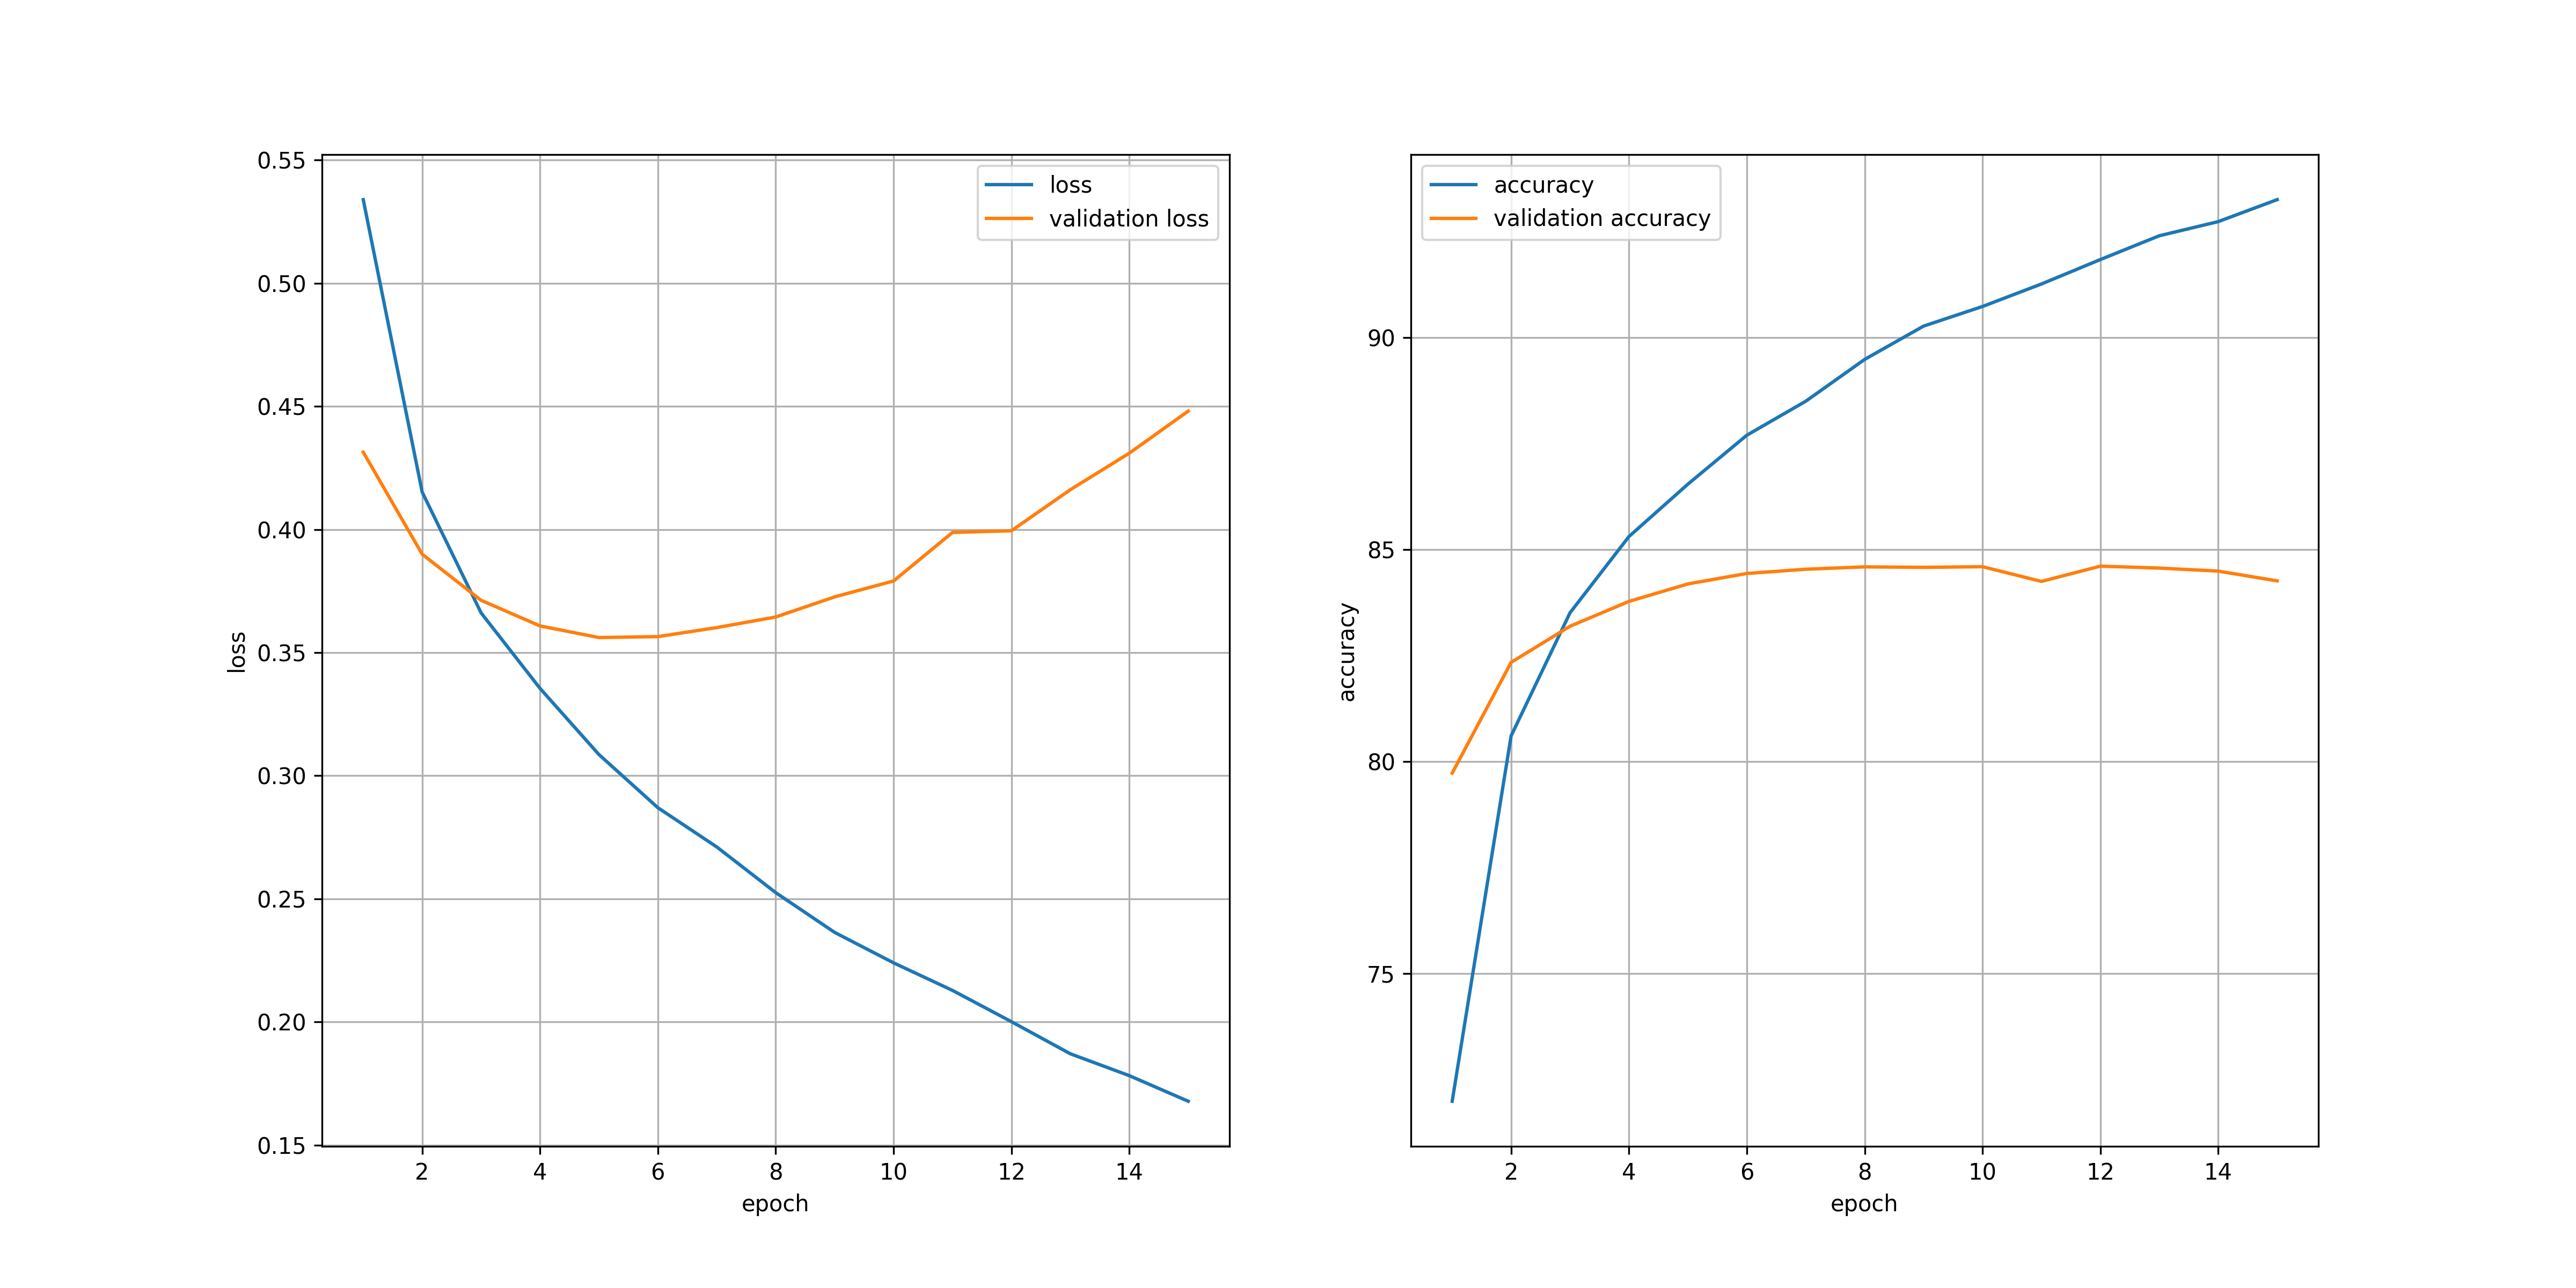 loss
validation loss
0.55
0.50
0.45
0.40
0.35
0.30
0.25
0.20
0.15
loss
2 4 6 8 10 12 14
epoch
accuracy
validation accuracy
90
85
80
75
accuracy
2 4 6 8 10 12 14
epoch